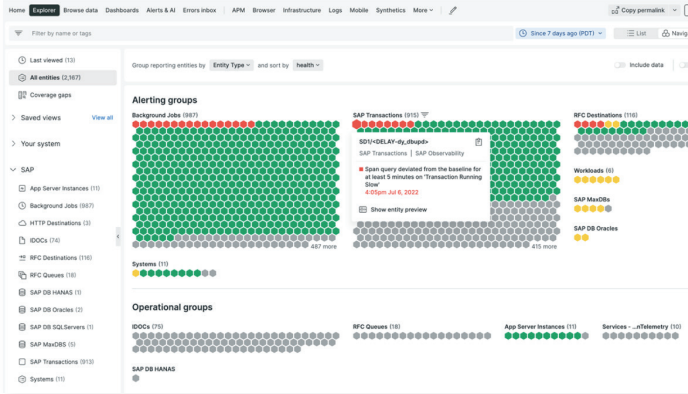 Home Explorer Browse data Dashboards Alerts & AI Errors inbox APM Browser Infrastructure Logs Mobile Synthetics More Copy permalink
Filter by name or tags Since 7 days ago (PDT) List Navig
Last viewed (13)
All entities (2,167)
Coverage gaps
Saved views View all
Your system
SAP
App Server Instances (11)
Background Jobs (987)
HTTP Destinations (3)
IDOCs (74)
RFC Destinations (116)
RFC Queues (18)
SAP DB HANAS (1)
SAP DB Oracles (2)
SAP DB SQLServers (1)
SAP MaxDBS (5)
SAP Transactions (913)
Systems (11)
Group reporting entities by Entity Type and sort by health Include data
Alerting groups
Background Jobs (987)
487 more
SAP Transactions (915)
SD1/<DELAY-dy_dbupd>
SAP Transactions | SAP Observability
Span query deviated from the baseline for
at least 5 minutes on 'Transaction Running
Slow'
4:05pm Jul 6, 2022
Show entity preview
415 more
RFC Destinations (116)
Workloads (6)
SAP MaxDBs
SAP DB Oracles
Systems (11)
Operational groups
IDOCs (75)
RFC Queues (18)
App Server Instances (11)
Services - ...nTelemetry (10)
SAP DB HANAS